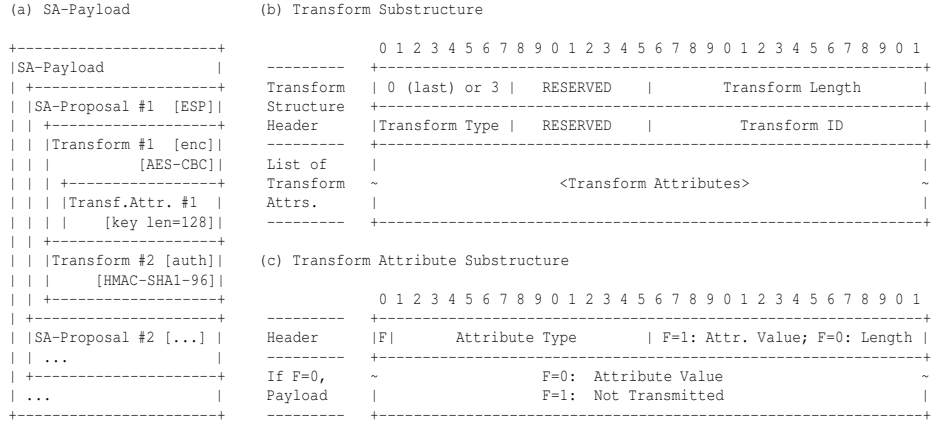 (a) SA-Payload
+-----------------------+
|SA-Payload             |
| +---------------------+
| |SA-Proposal #1  [ESP]|
| | +-------------------+
| | |Transform #1  [enc]|
| | |          [AES-CBC]|
| | | +-----------------+
| | | |Transf.Attr. #1  |
| | | |    [key len=128]|
| | +-------------------+
| | |Transform #2 [auth]|
| | |     [HMAC-SHA1-96]|
| | +-------------------+
| +---------------------+
| |SA-Proposal #2 [...] |
| | ...                 |
| +---------------------+
| ...                   |
+-----------------------+
(b) Transform Substructure
0 1 2 3 4 5 6 7 8 9 0 1 2 3 4 5 6 7 8 9 0 1 2 3 4 5 6 7 8 9 0 1
--------- +---------------------------------------------------------------+
Transform | 0 (last) or 3 |   RESERVED    |        Transform Length       |
Structure +---------------------------------------------------------------+
Header    |Transform Type |   RESERVED    |          Transform ID         |
--------- +---------------------------------------------------------------+
List of   |                                                               |
Transform ~                     <Transform Attributes>                    ~
Attrs.    |                                                               |
--------- +---------------------------------------------------------------+
(c) Transform Attribute Substructure
0 1 2 3 4 5 6 7 8 9 0 1 2 3 4 5 6 7 8 9 0 1 2 3 4 5 6 7 8 9 0 1
--------- +---------------------------------------------------------------+
Header    |F|       Attribute Type        | F=1: Attr. Value; F=0: Length |
--------- +---------------------------------------------------------------+
If F=0,   ~                   F=0:  Attribute Value                       ~
Payload   |                   F=1:  Not Transmitted                       |
--------- +---------------------------------------------------------------+